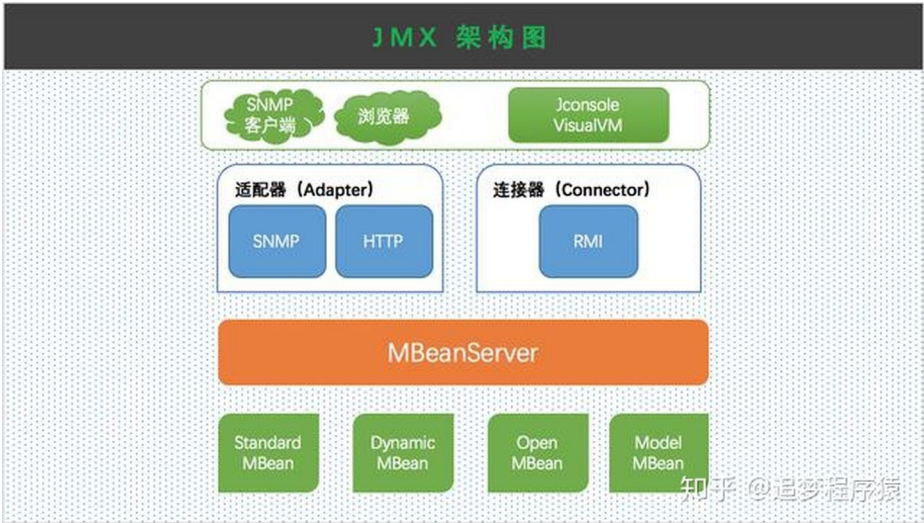 JMX 架构图
SNMP
客户端
浏览器
Jconsole
VisualVM
适配器（Adapter）
连接器（Connector）
SNMP
HTTP
RMI
MBeanServer
Standard
MBean
Dynamic
MBean
Open
MBean
Model
MBean
知乎 @追梦程序猿